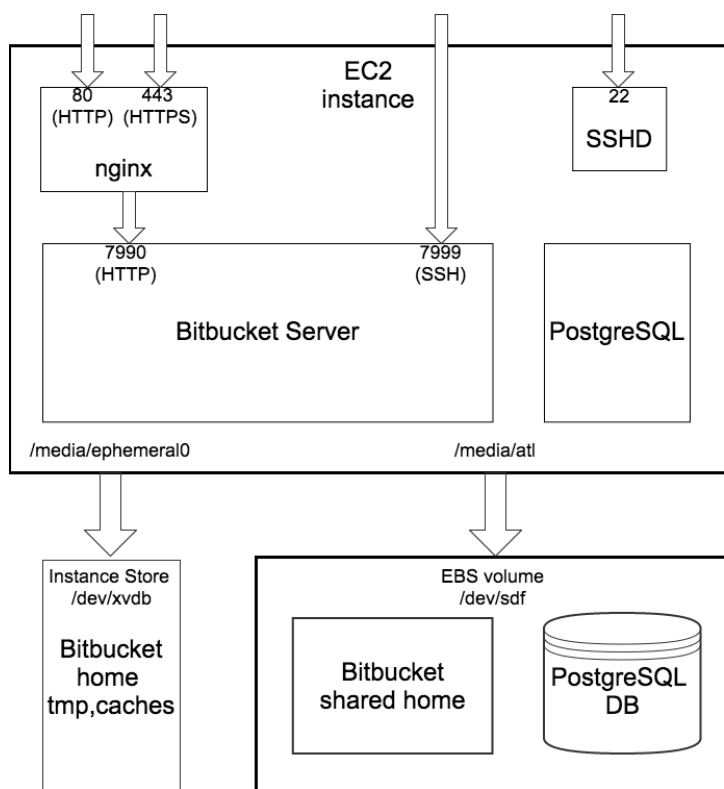 EC2
instance
80
(HTTP)
443
(HTTPS)
nginx
22
SSHD
7990
(HTTP)
7999
(SSH)
Bitbucket Server
PostgreSQL
/media/ephemeral0
/media/atl
Instance Store
/dev/xvdb
Bitbucket
home
tmp,caches
EBS volume
/dev/sdf
Bitbucket
shared home
PostgreSQL
DB